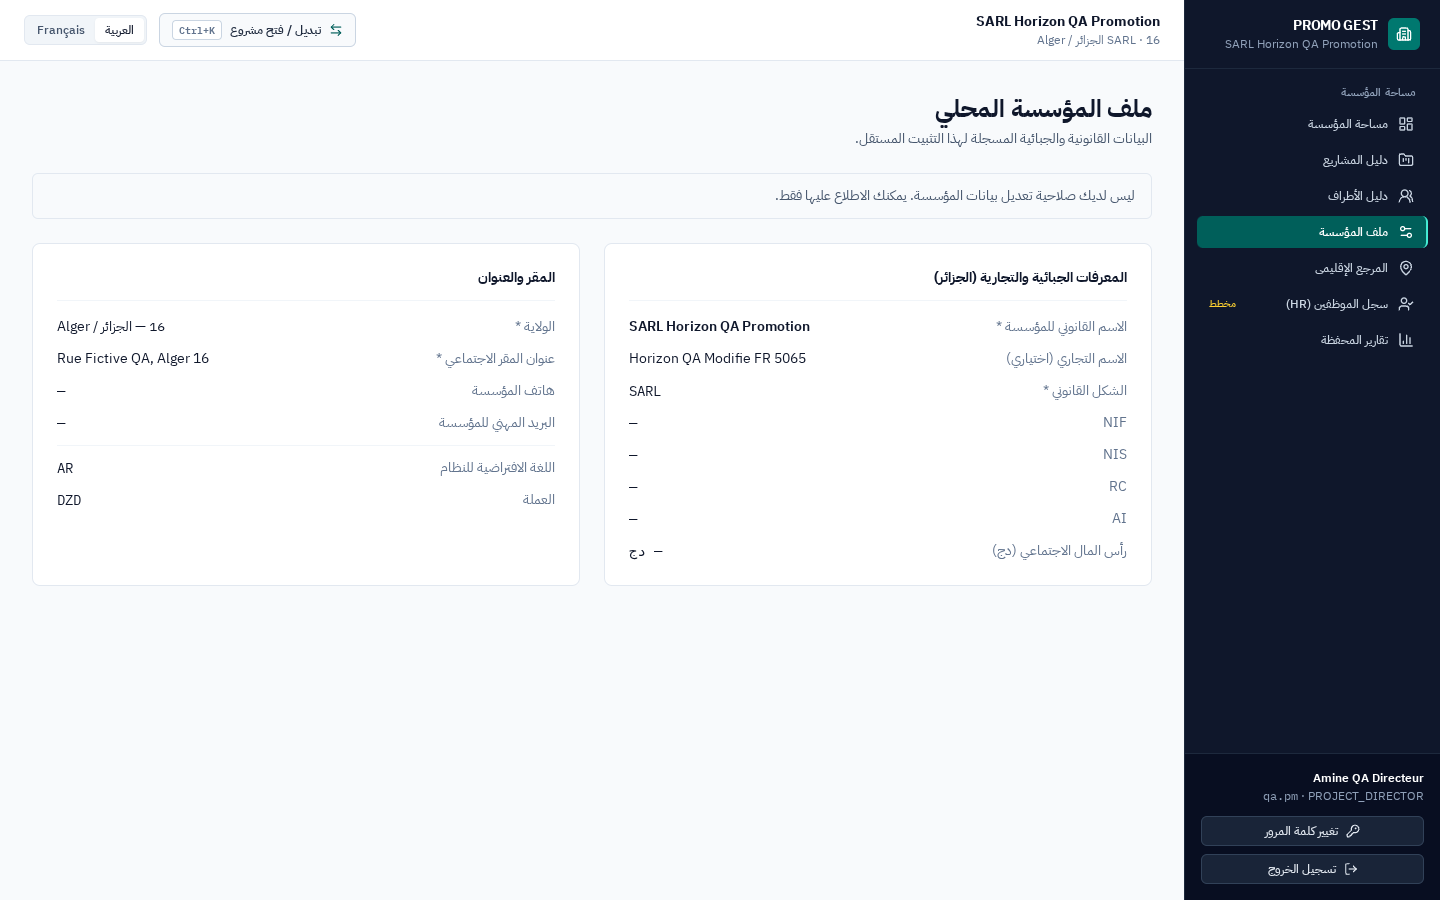 PROMO GEST
SARL Horizon QA Promotion
مساحة المؤسسة
مساحة المؤسسة
دليل المشاريع
دليل الأطراف
ملف المؤسسة
المرجع الإقليمي
سجل الموظفين (HR) مخطط
تقارير المحفظة
Amine QA Directeur
qa.pm · PROJECT_DIRECTOR
تغيير كلمة المرور
تسجيل الخروج
SARL Horizon QA Promotion
SARL · 16 الجزائر / Alger
تبديل / فتح مشروع Ctrl+K
العربية Français
ملف المؤسسة المحلي
البيانات القانونية والجبائية المسجلة لهذا التثبيت المستقل.
ليس لديك صلاحية تعديل بيانات المؤسسة. يمكنك الاطلاع عليها فقط.
المعرفات الجبائية والتجارية (الجزائر)
الاسم القانوني للمؤسسة * SARL Horizon QA Promotion
الاسم التجاري (اختياري) Horizon QA Modifie FR 5065
الشكل القانوني * SARL
NIF —
NIS —
RC —
AI —
رأس المال الاجتماعي (دج) — دج
المقر والعنوان
الولاية * 16 — الجزائر / Alger
عنوان المقر الاجتماعي * Rue Fictive QA, Alger 16
هاتف المؤسسة —
البريد المهني للمؤسسة —
اللغة الافتراضية للنظام AR
العملة DZD